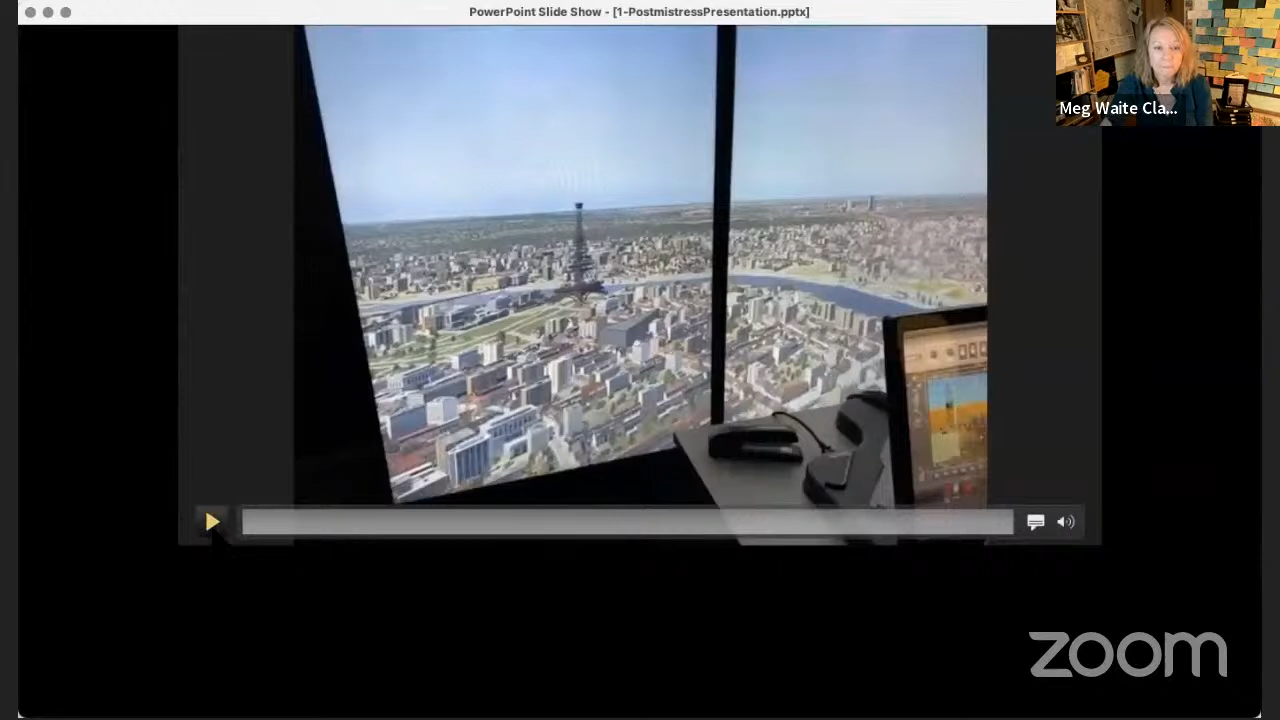 PowerPoint Slide Show - [1-PostmistressPresentation.pptx]
Meg Waite Cla...
zoom